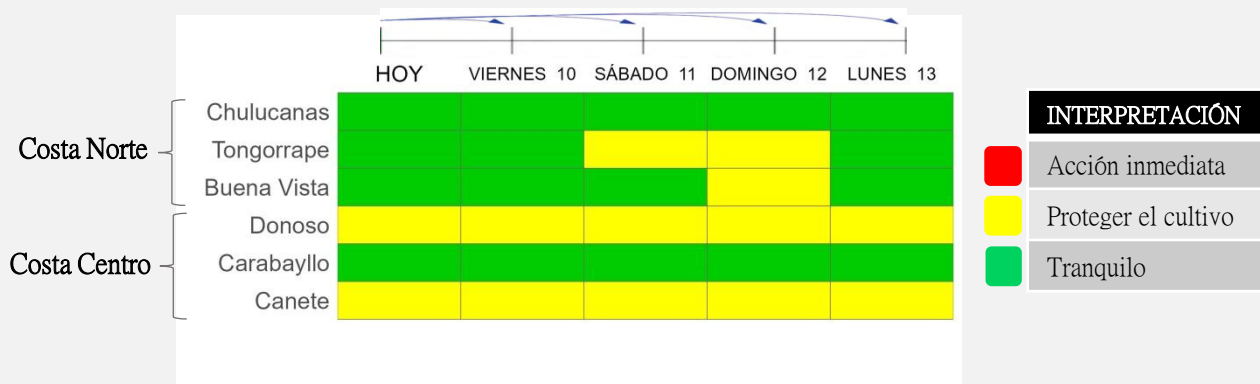 HOY VIERNES 10 SÁBADO 11 DOMINGO 12 LUNES 13
Costa Norte
Chulucanas
Tongorrape
Buena Vista
Costa Centro
Donoso
Carabayllo
Canete
INTERPRETACIÓN
Acción inmediata
Proteger el cultivo
Tranquilo